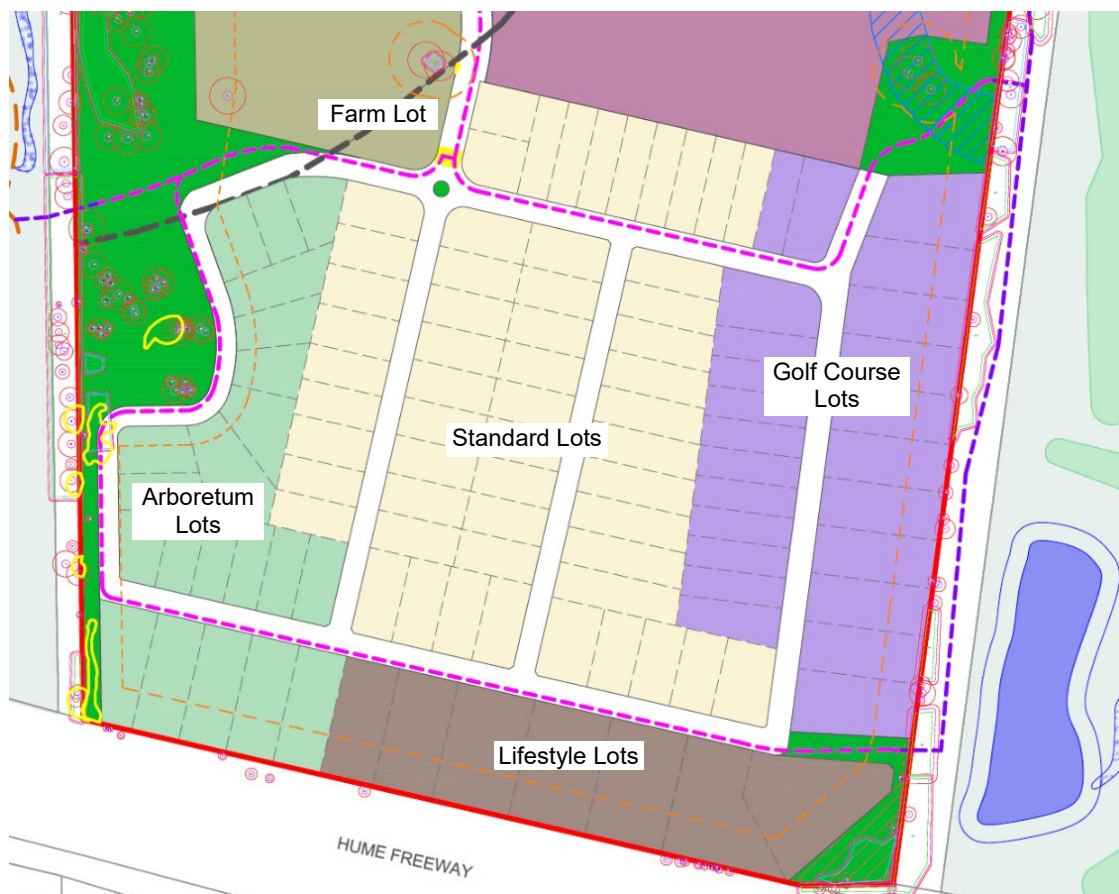 Farm Lot
Golf Course
Lots
Standard Lots
Arboretum
Lots
Lifestyle Lots
HUME FREEWAY